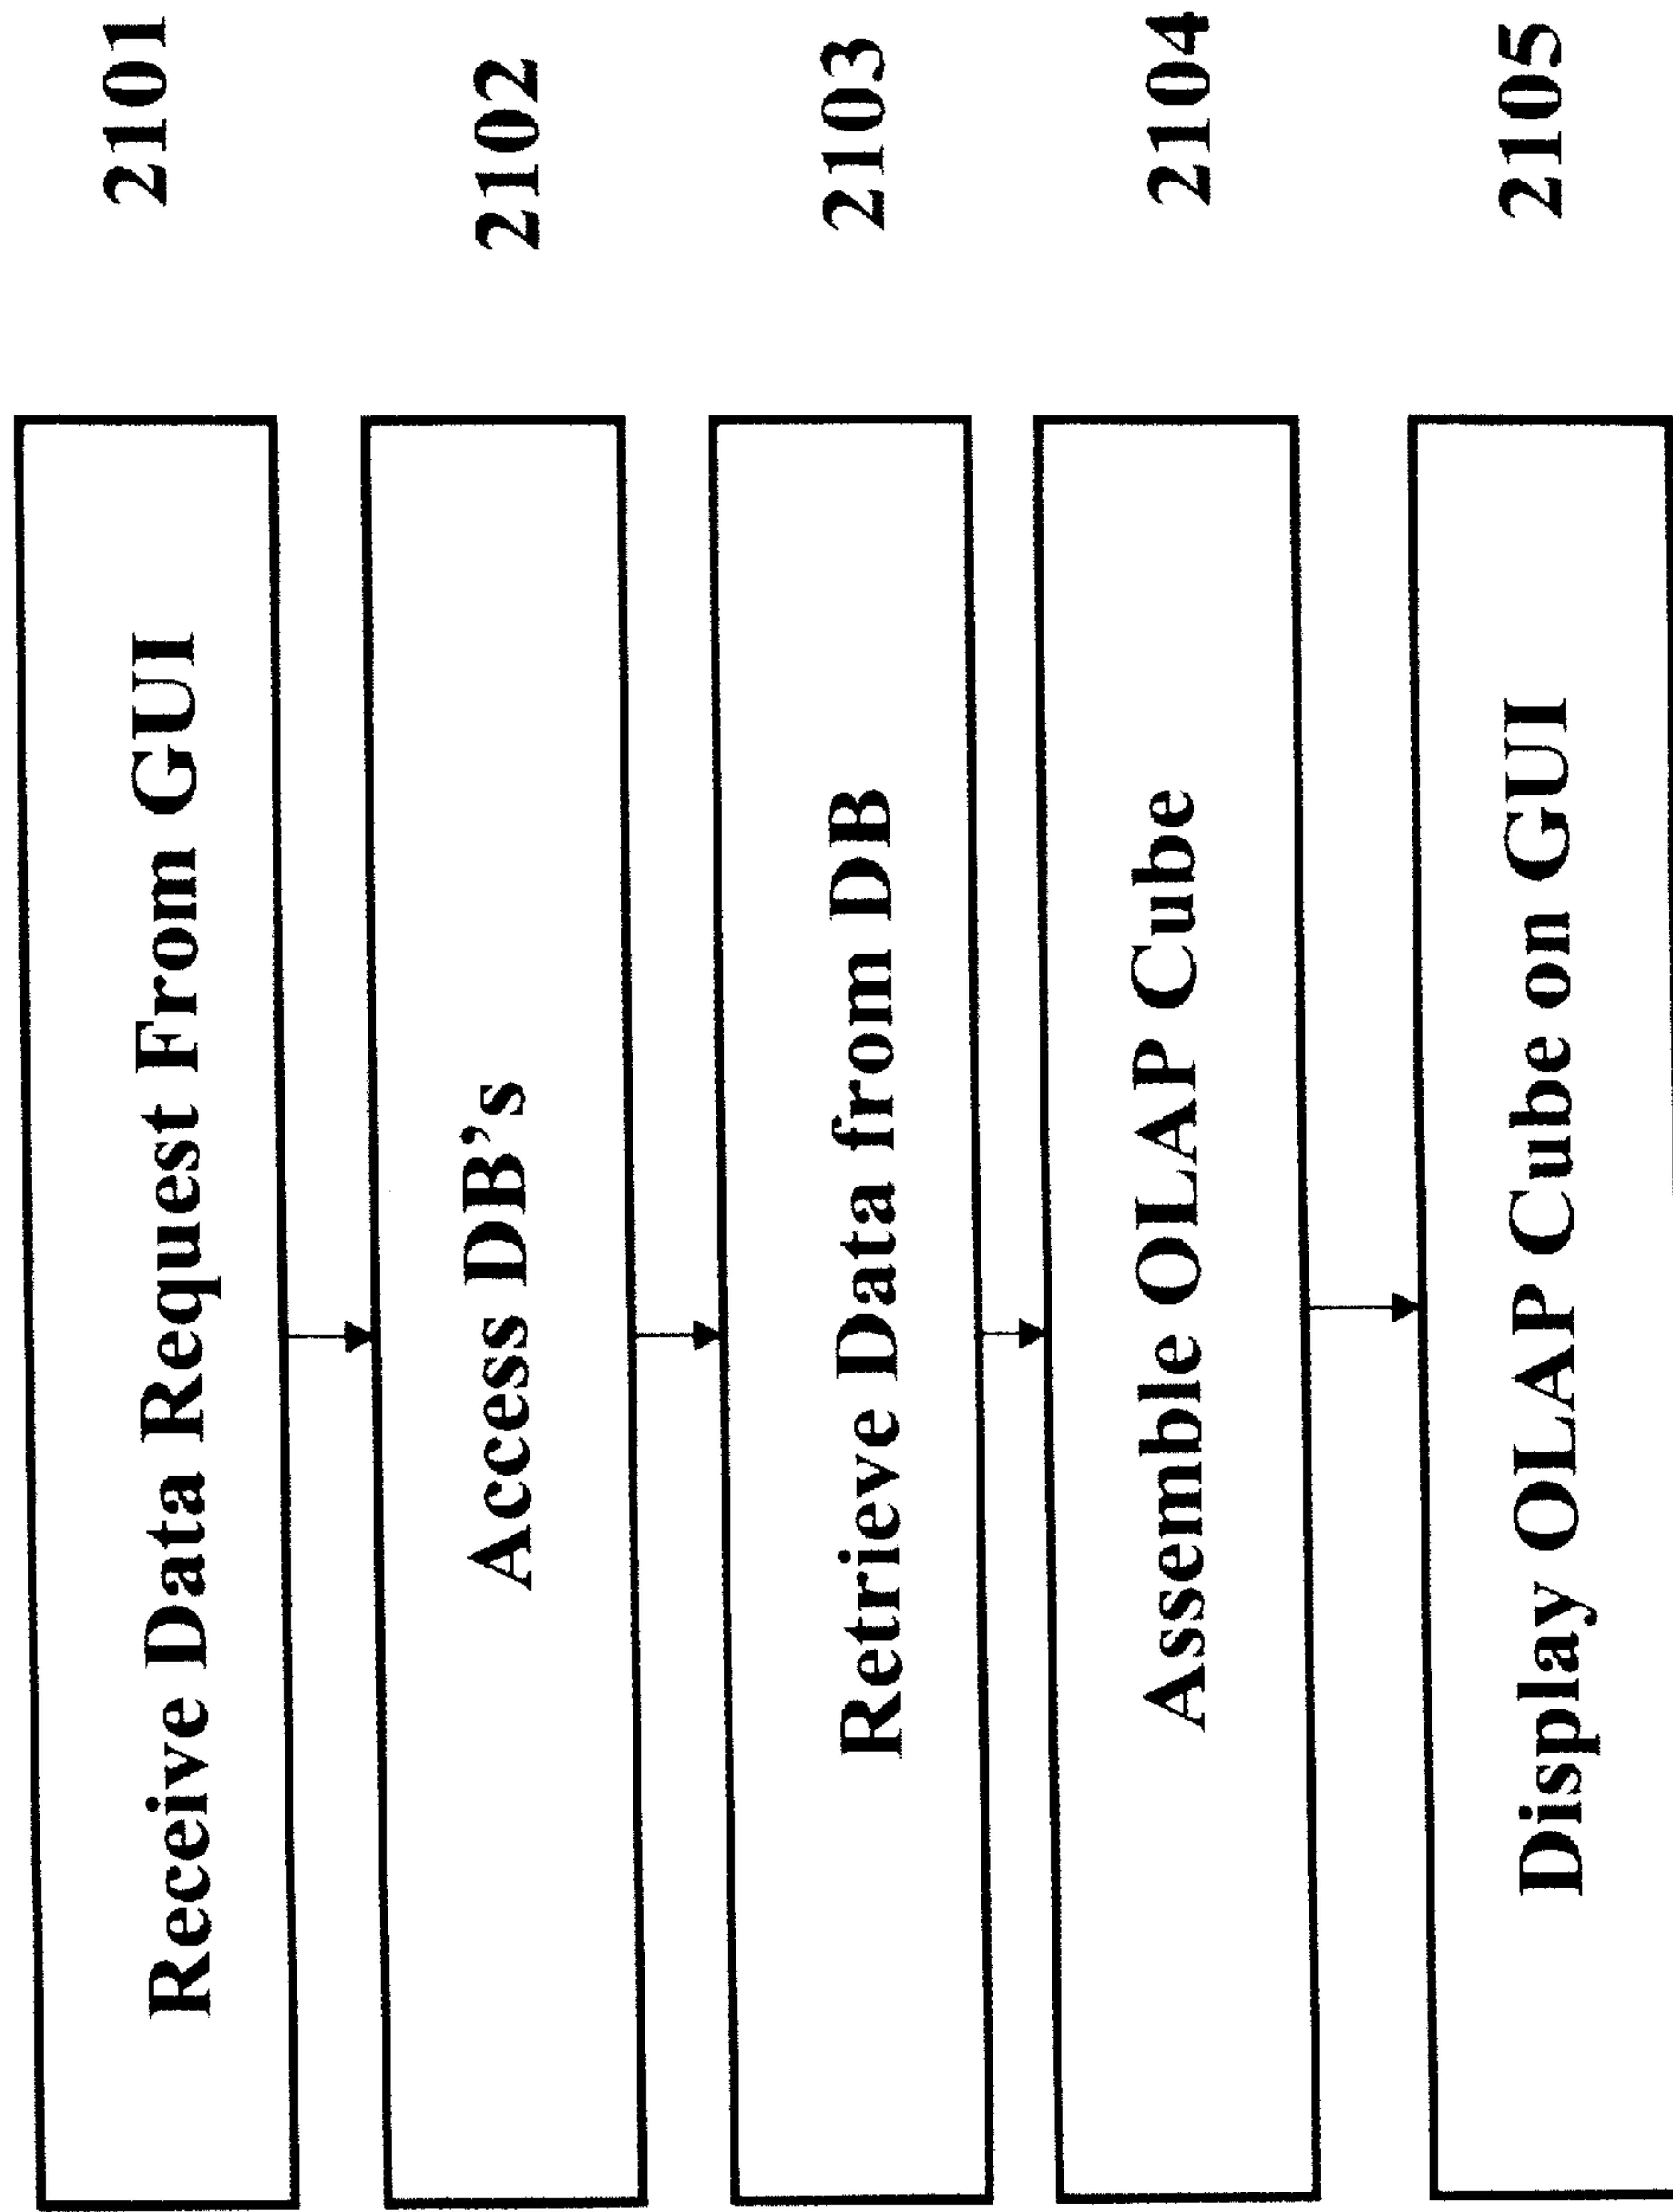 Receive Data Request From GUI 2101
Access DB's 2102
Retrieve Data from DB 2103
Assemble OLAP Cube 2104
Display OLAP Cube on GUI 2105